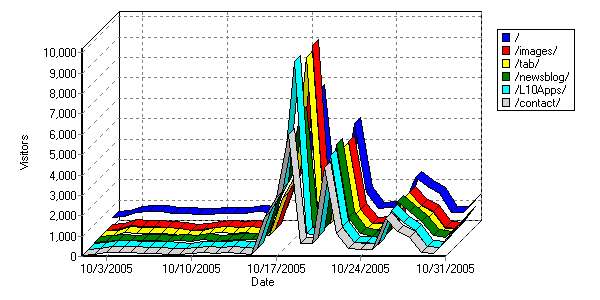 10,000
9,000
8,000
7,000
6,000
5,000
4,000
3,000
2,000
1,000
0
Visitors
10/3/2005 10/10/2005 10/17/2005 10/24/2005 10/31/2005
Date
/
/images/
/tab/
/newsblog/
/L10Apps/
/contact/